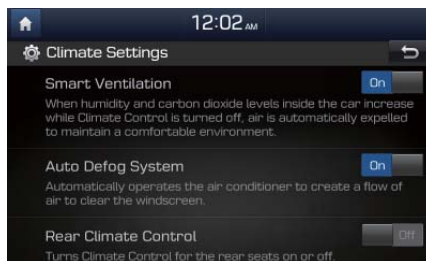 12:02 AM
Climate Settings
Smart Ventilation On
When humidity and carbon dioxide levels inside the car increase
while Climate Control is turned off, air is automatically expelled
to maintain a comfortable environment.
Auto Defog System On
Automatically operates the air conditioner to create a flow of
air to clear the windscreen.
Rear Climate Control Off
Turns Climate Control for the rear seats on or off.